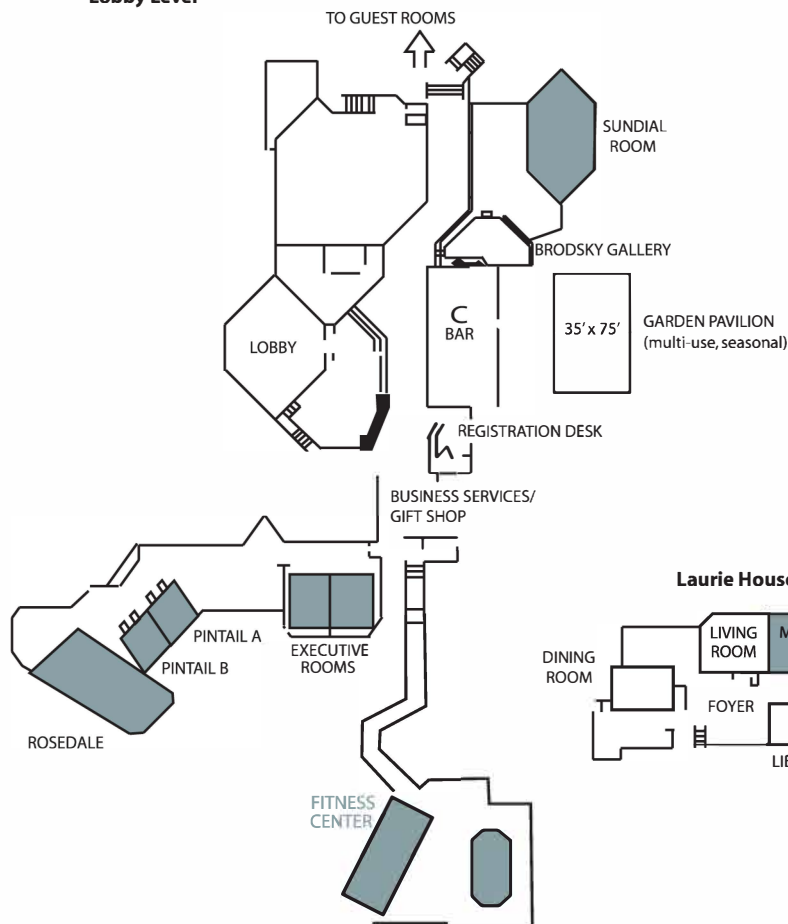 Lobby Level
TO GUEST ROOMS
SUNDIAL
ROOM
BRODSKY GALLERY
C
BAR
35' x 75'
GARDEN PAVILION
(multi-use, seasonal)
LOBBY
REGISTRATION DESK
BUSINESS SERVICES/
GIFT SHOP
PINTAIL A
PINTAIL B
EXECUTIVE
ROOMS
ROSEDALE
FITNESS
CENTER
Laurie House
LIVING
ROOM
M
DINING
ROOM
FOYER